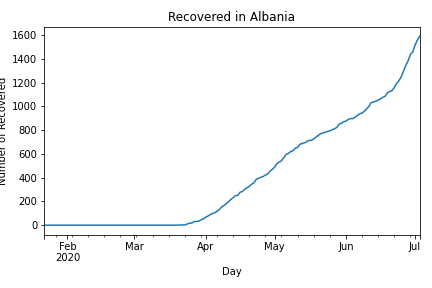 Recovered in Albania
Number of Recovered
1600
1400
1200
1000
800
600
400
200
0
Feb
2020
Mar
Apr
May
Jun
Jul
Day